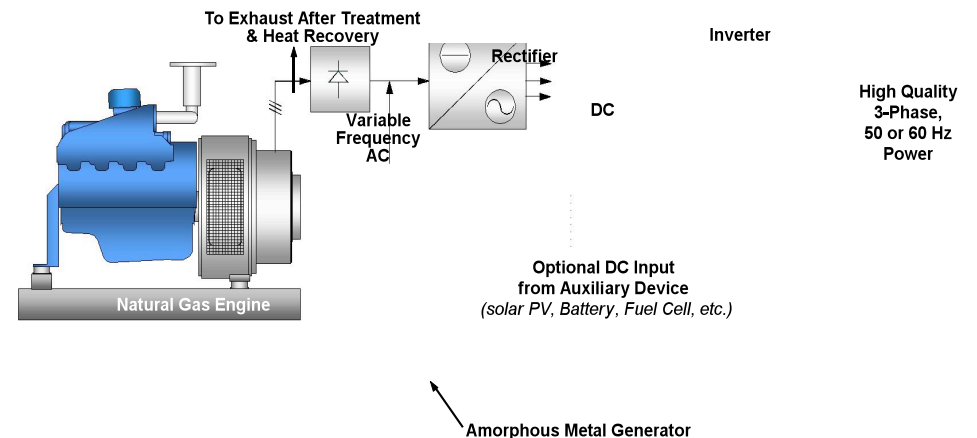 To Exhaust After Treatment
& Heat Recovery
Inverter
Rectifier
High Quality
3-Phase,
50 or 60 Hz
Power
DC
Variable
Frequency
AC
Optional DC Input
from Auxiliary Device
(solar PV, Battery, Fuel Cell, etc.)
Natural Gas Engine
Amorphous Metal Generator